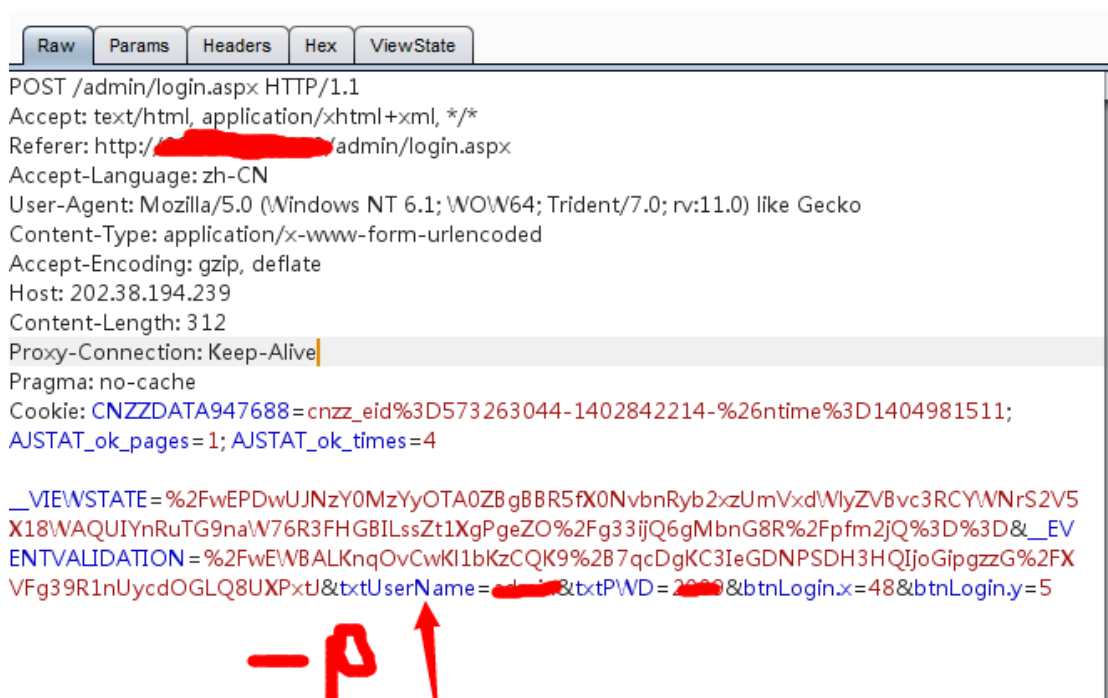 Raw Params Headers Hex ViewState
POST /admin/login.aspx HTTP/1.1
Accept: text/html, application/xhtml+xml, */*
Referer: http:/ /admin/login.aspx
Accept-Language: zh-CN
User-Agent: Mozilla/5.0 (Windows NT 6.1; WOW64; Trident/7.0; rv:11.0) like Gecko
Content-Type: application/x-www-form-urlencoded
Accept-Encoding: gzip, deflate
Host: 202.38.194.239
Content-Length: 312
Proxy-Connection: Keep-Alive
Pragma: no-cache
Cookie: CNZZDATA947688=cnzz_eid%3D573263044-1402842214-%26ntime%3D1404981511;
AJSTAT_ok_pages=1; AJSTAT_ok_times=4
__VIEWSTATE=%2FwEPDwUJNzY0MzYyOTA0ZBgBBR5fX0NvbnRyb2xzUmVxdWlyZVBvc3RCYWNrS2V5
X18WAQUIYnRuTG9naW76R3FHGBILssZt1XgPgeZO%2Fg33ijQ6gMbnG8R%2Fpfm2jQ%3D%3D&__EV
ENTVALIDATION=%2FwEWBALKnqOvCwKl1bKzCQK9%2B7qcDgKC3IeGDNPSDH3HQIjoGipgzzG%2FX
VFg39R1nUycdOGLQ8UXPxtJ&txtUserName= &txtPWD= &btnLogin.x=48&btnLogin.y=5
-p